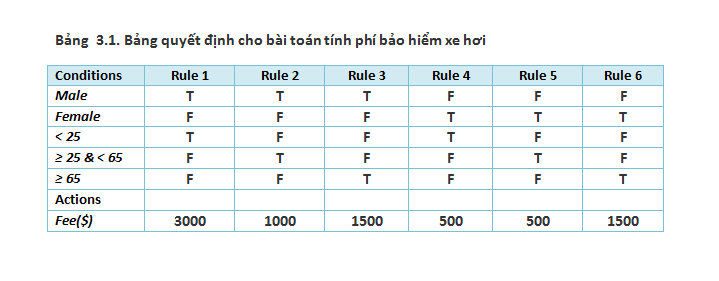 Bảng 3.1. Bảng quyết định cho bài toán tính phí bảo hiểm xe hơi
Conditions Rule 1 Rule 2 Rule 3 Rule 4 Rule 5 Rule 6
Male T T T F F F
Female F F F T T T
< 25 T F F T F F
≥ 25 & < 65 F T F F T F
≥ 65 F F T F F T
Actions
Fee($) 3000 1000 1500 500 500 1500